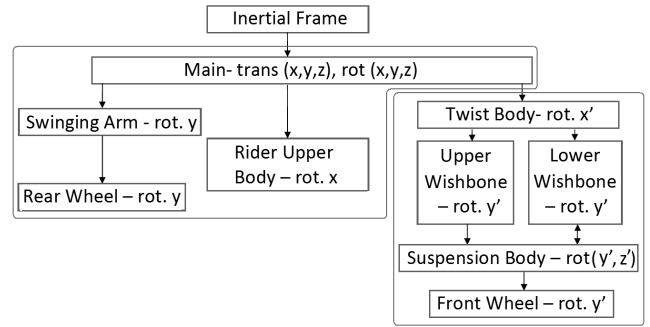 Inertial Frame
Main- trans (x,y,z), rot (x,y,z)
Swinging Arm - rot. y
Rider Upper
Body – rot. x
Rear Wheel – rot. y
Twist Body- rot. x’
Upper
Wishbone
– rot. y’
Lower
Wishbone
– rot. y’
Suspension Body – rot(y’,z’)
Front Wheel – rot. y’